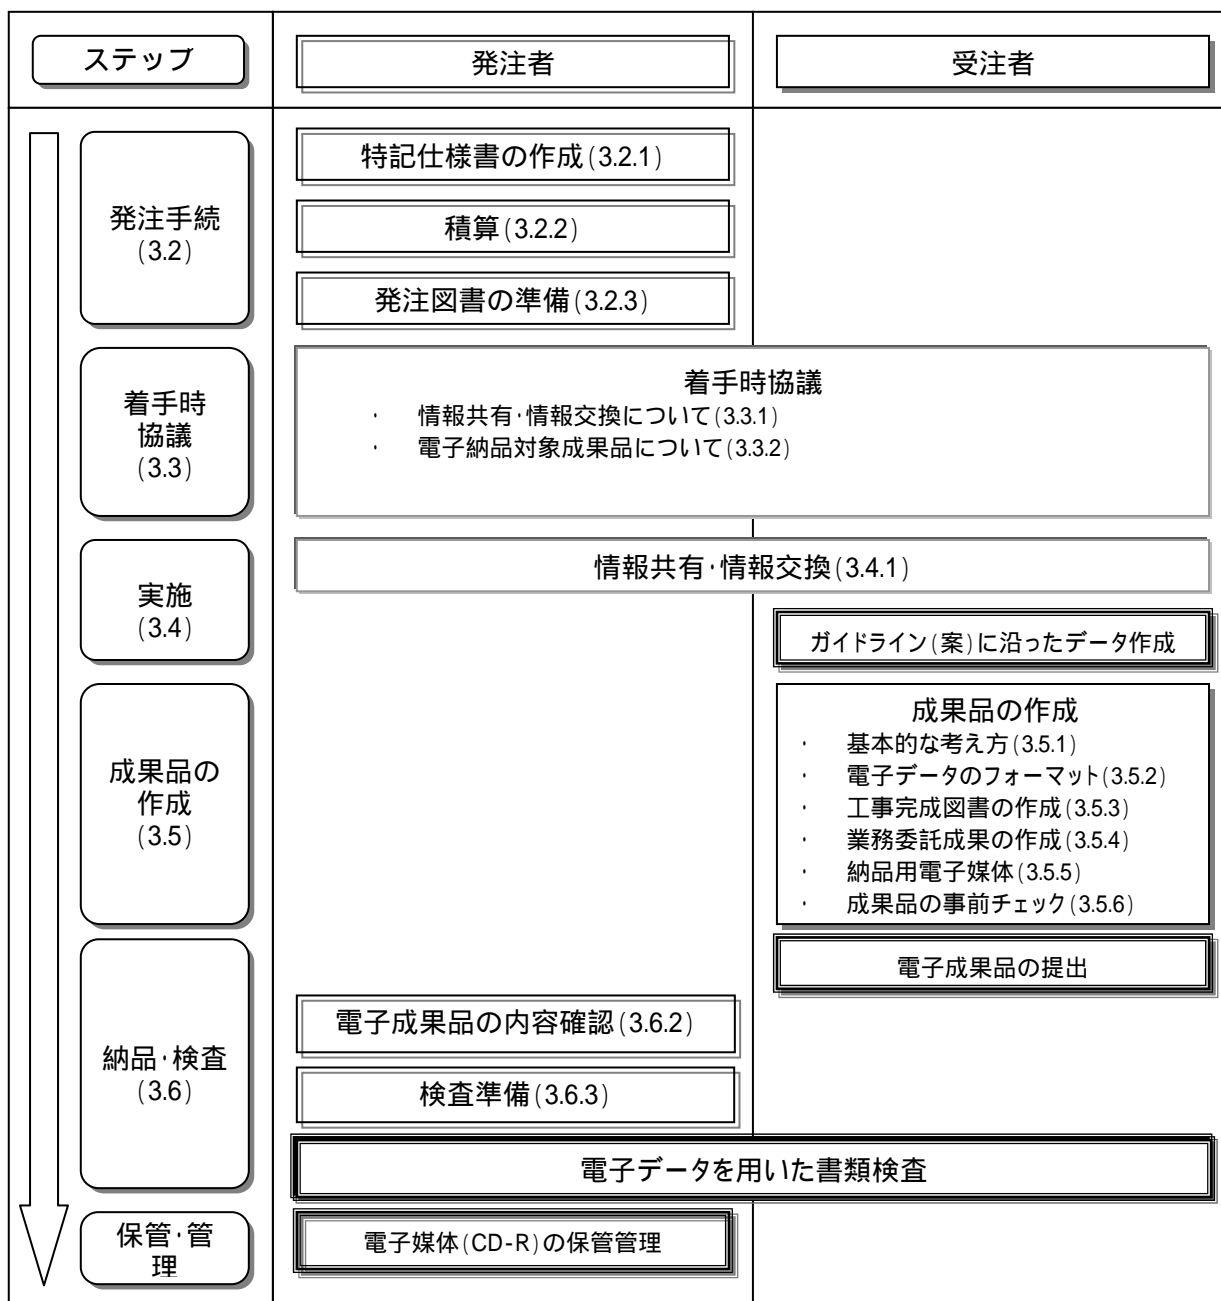 ステップ
発注者
受注者
発注手続
(3.2)
特記仕様書の作成(3.2.1)
積算(3.2.2)
発注図書の準備(3.2.3)
着手時
協議
(3.3)
着手時協議
・ 情報共有・情報交換について(3.3.1)
・ 電子納品対象成果品について(3.3.2)
実施
(3.4)
情報共有・情報交換(3.4.1)
ガイドライン(案)に沿ったデータ作成
成果品の
作成
(3.5)
成果品の作成
・ 基本的な考え方(3.5.1)
・ 電子データのフォーマット(3.5.2)
・ 工事完成図書の作成(3.5.3)
・ 業務委託成果の作成(3.5.4)
・ 納品用電子媒体(3.5.5)
・ 成果品の事前チェック(3.5.6)
電子成果品の提出
納品・検査
(3.6)
電子成果品の内容確認(3.6.2)
検査準備(3.6.3)
電子データを用いた書類検査
保管・管
理
電子媒体(CD-R)の保管管理